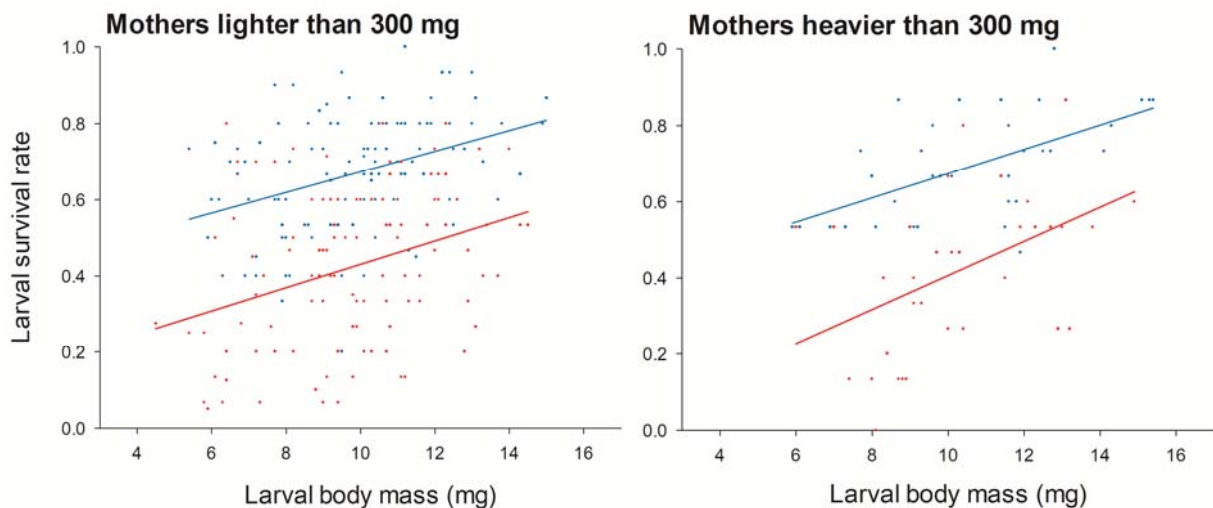 Mothers lighter than 300 mg
Larval survival rate
1.0
0.8
0.6
0.4
0.2
0.0
4 6 8 10 12 14 16
Larval body mass (mg)
Mothers heavier than 300 mg
1.0
0.8
0.6
0.4
0.2
0.0
4 6 8 10 12 14 16
Larval body mass (mg)